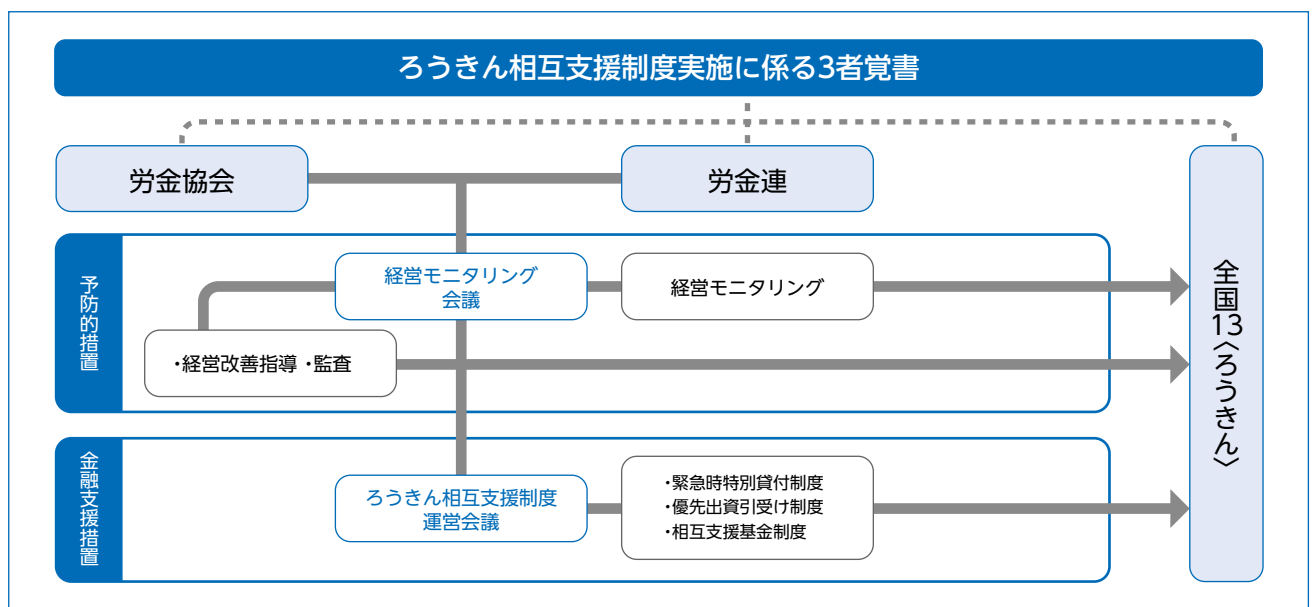 ろうきん相互支援制度実施に係る3者覚書
労金協会
労金連
全国13〈ろうきん〉
予防的措置
経営モニタリング
会議
経営モニタリング
・経営改善指導 ・監査
金融支援措置
ろうきん相互支援制度
運営会議
・緊急時特別貸付制度
・優先出資引受け制度
・相互支援基金制度